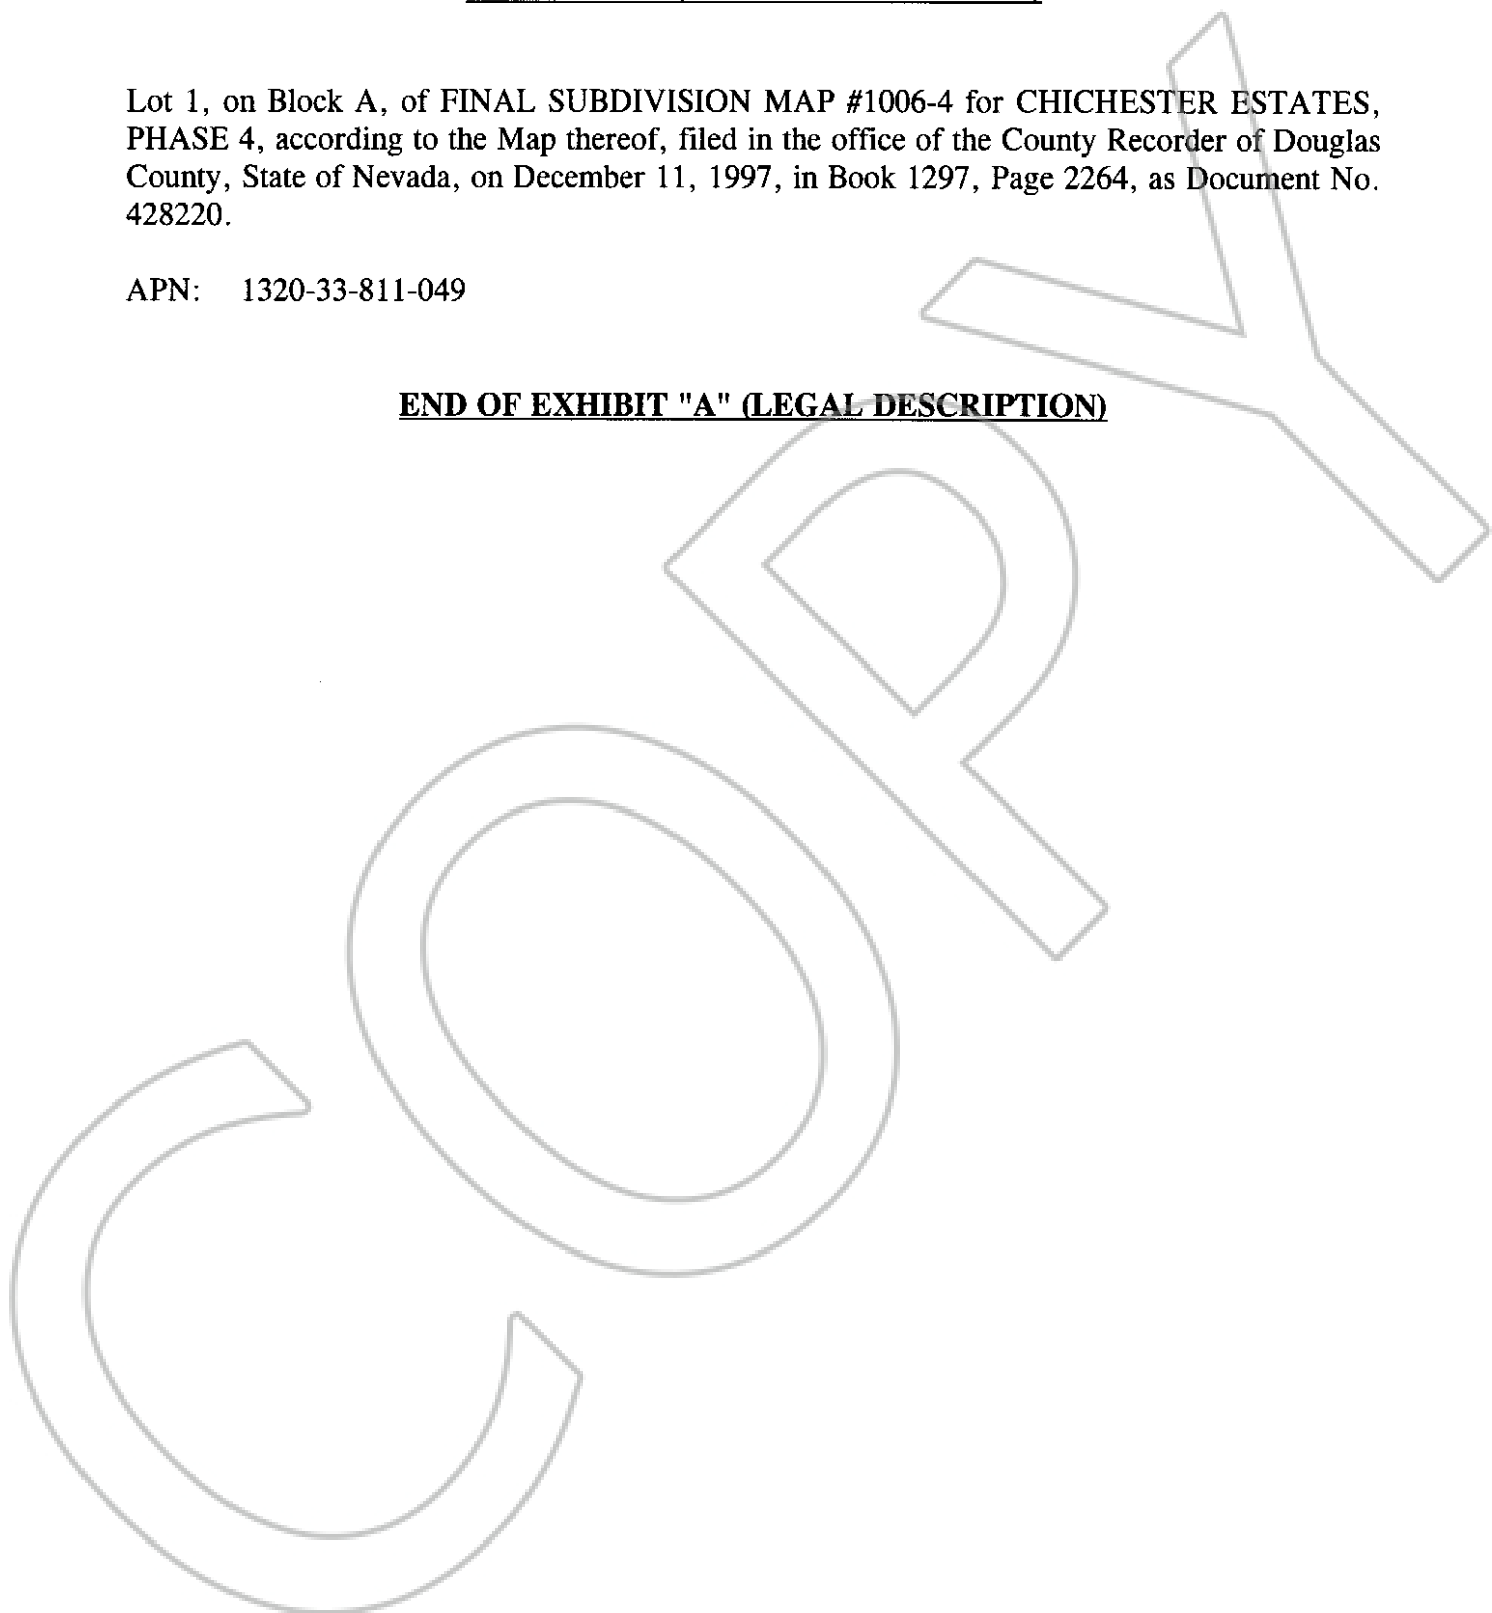 Lot 1, on Block A, of FINAL SUBDIVISION MAP #1006-4 for CHICHESTER ESTATES,
PHASE 4, according to the Map thereof, filed in the office of the County Recorder of Douglas
County, State of Nevada, on December 11, 1997, in Book 1297, Page 2264, as Document No.
428220.
APN: 1320-33-811-049
END OF EXHIBIT "A" (LEGAL DESCRIPTION)
COPY